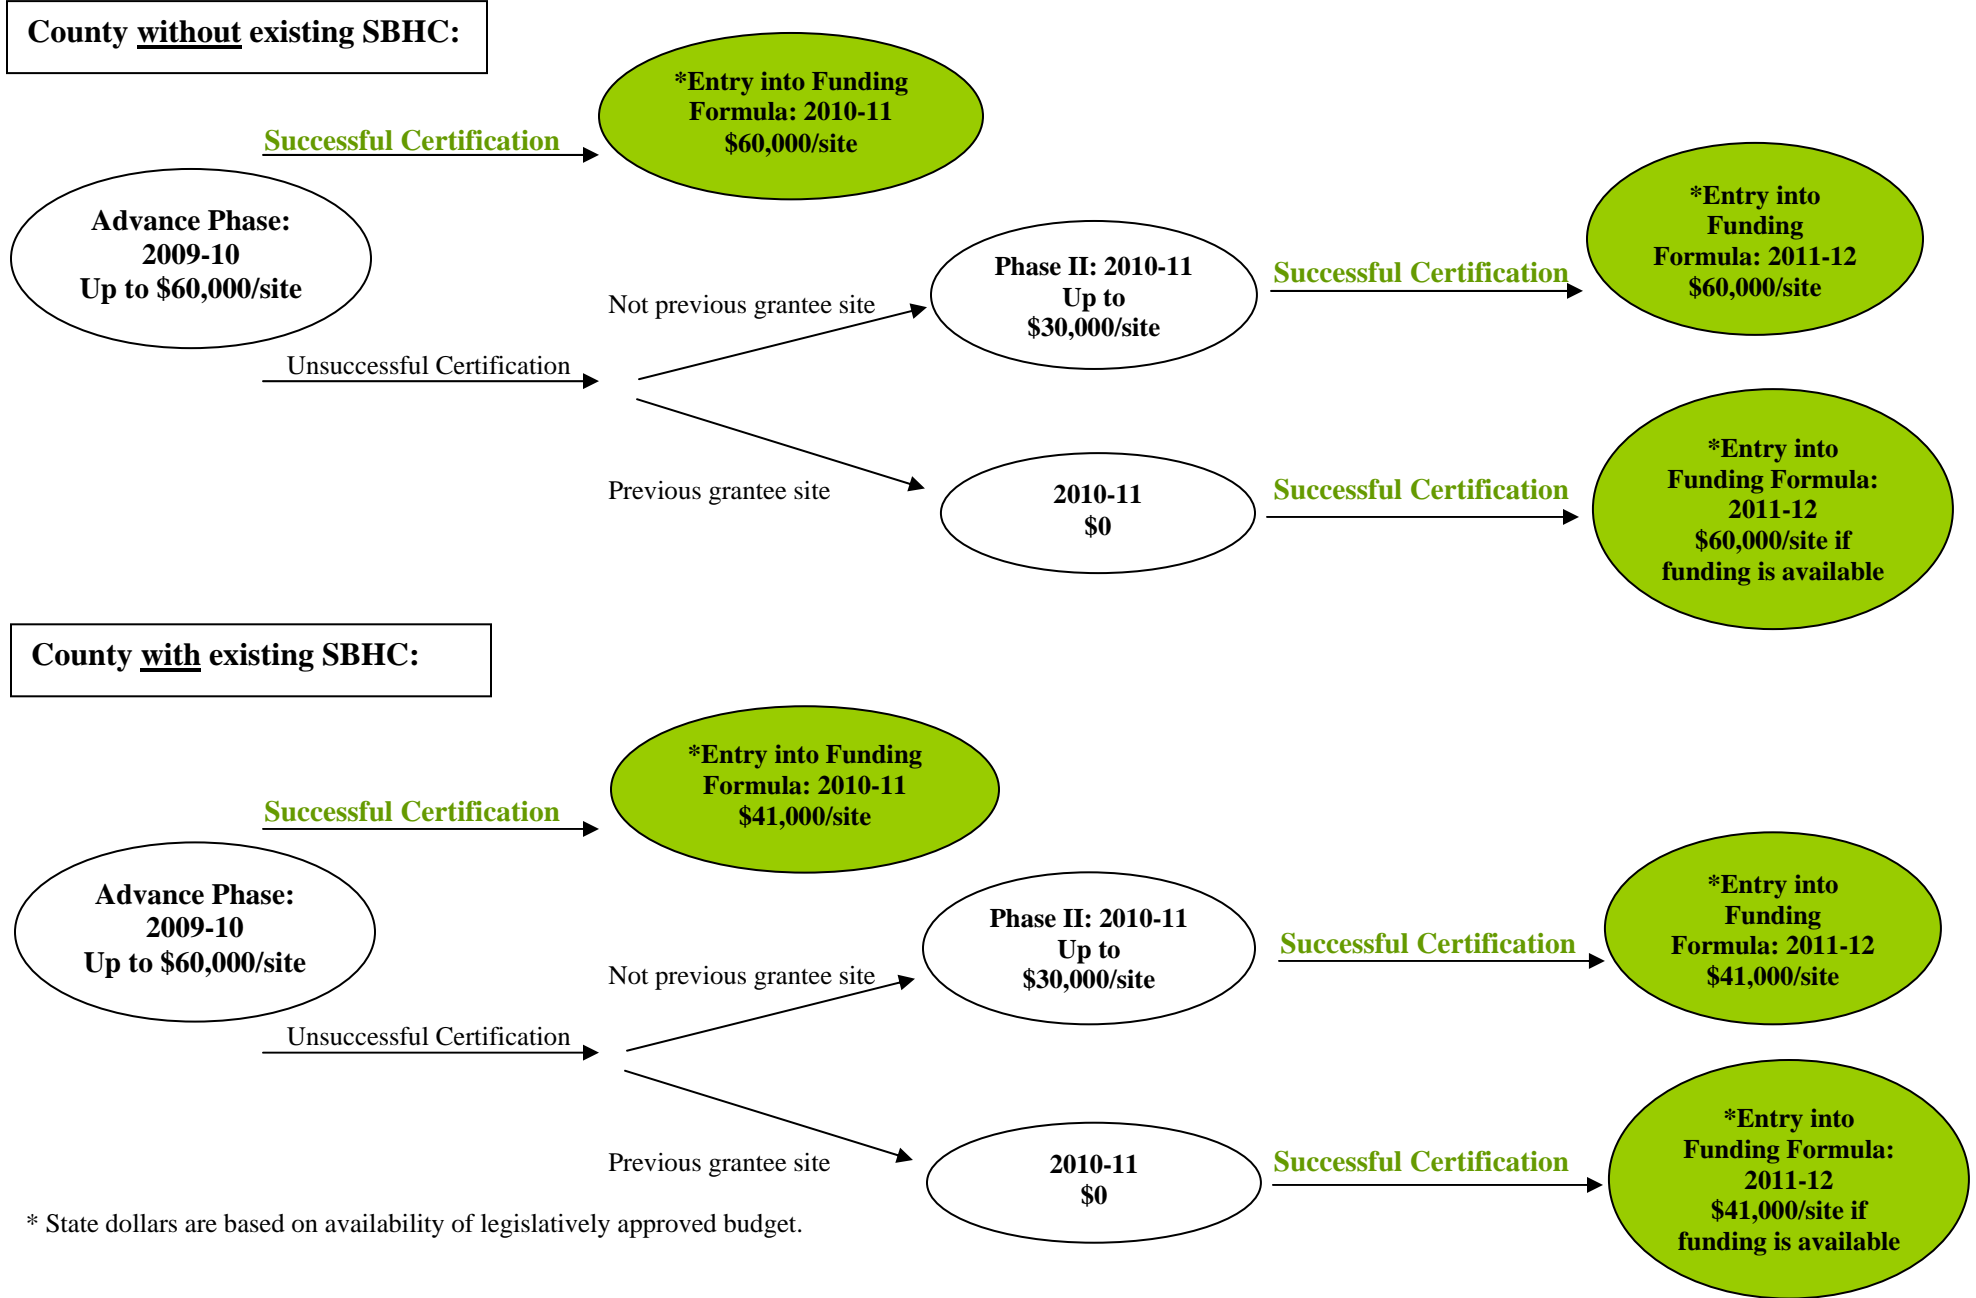 County without existing SBHC:
*Entry into Funding
Formula: 2010-11
$60,000/site
Successful Certification
Advance Phase:
2009-10
Up to $60,000/site
Unsuccessful Certification
Not previous grantee site
Phase II: 2010-11
Up to
$30,000/site
Successful Certification
*Entry into
Funding
Formula: 2011-12
$60,000/site
Previous grantee site
2010-11
$0
Successful Certification
*Entry into
Funding Formula:
2011-12
$60,000/site if
funding is available
County with existing SBHC:
*Entry into Funding
Formula: 2010-11
$41,000/site
Successful Certification
Advance Phase:
2009-10
Up to $60,000/site
Unsuccessful Certification
Not previous grantee site
Phase II: 2010-11
Up to
$30,000/site
Successful Certification
*Entry into
Funding
Formula: 2011-12
$41,000/site
Previous grantee site
2010-11
$0
Successful Certification
*Entry into
Funding Formula:
2011-12
$41,000/site if
funding is available
* State dollars are based on availability of legislatively approved budget.